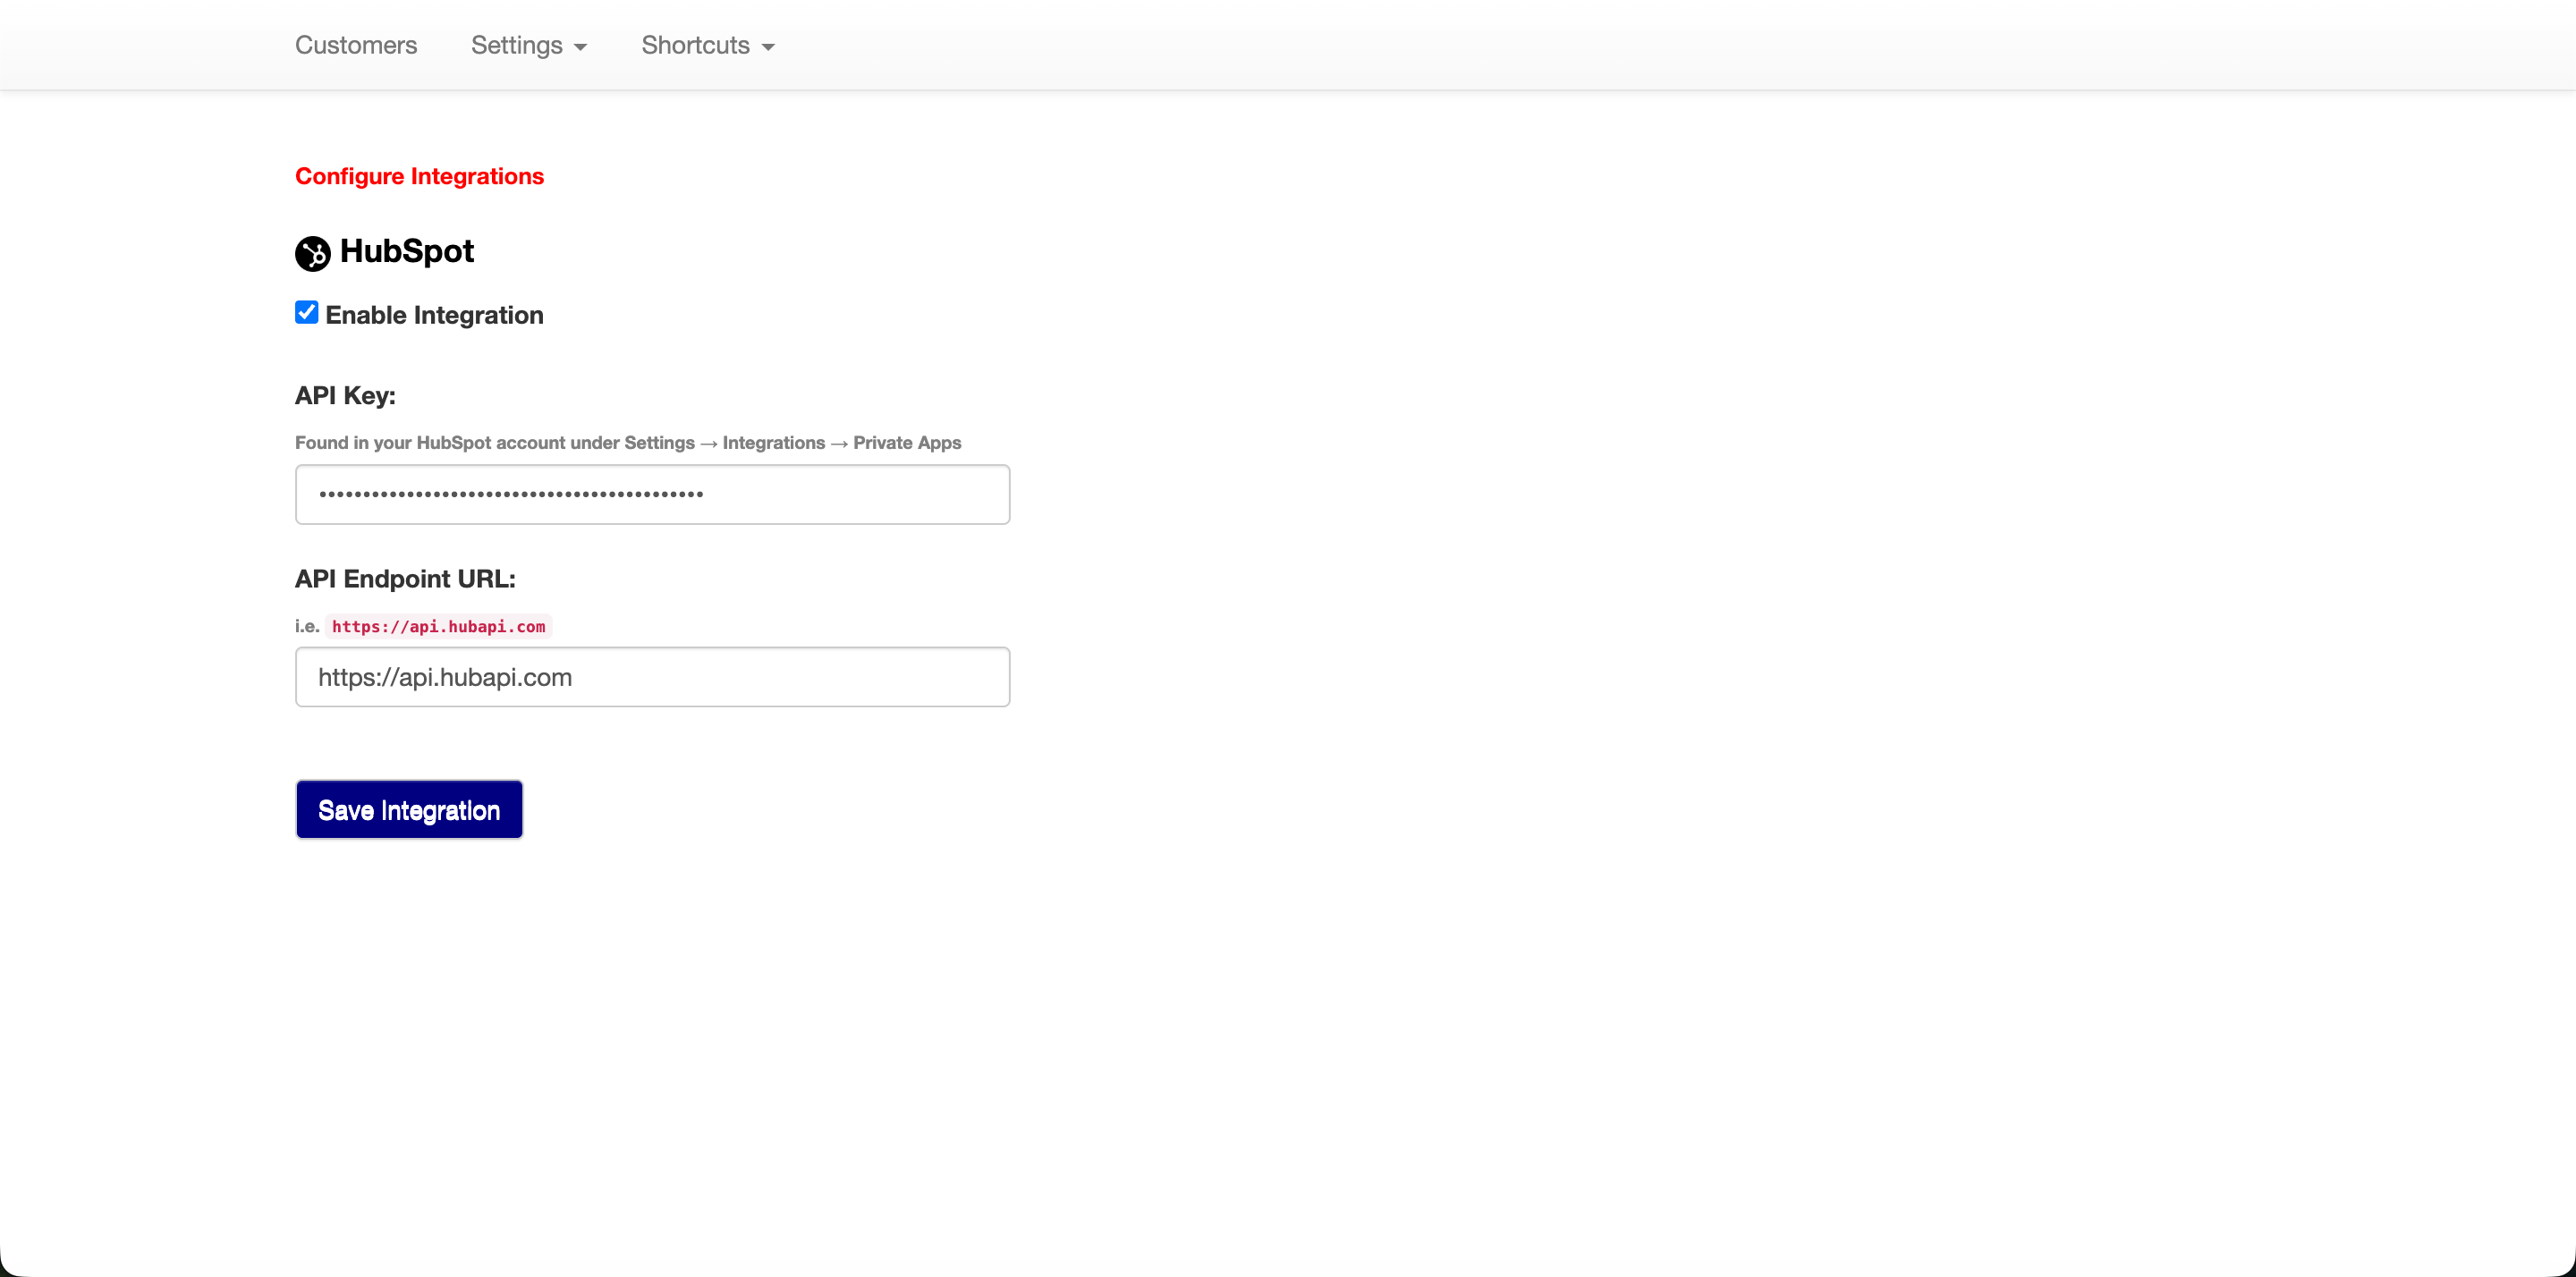 Customers Settings Shortcuts
Configure Integrations
HubSpot
Enable Integration
API Key:
Found in your HubSpot account under Settings → Integrations → Private Apps
••••••••••••••••••••••••••••••••••••••••••••
API Endpoint URL:
i.e. https://api.hubapi.com
https://api.hubapi.com
Save Integration